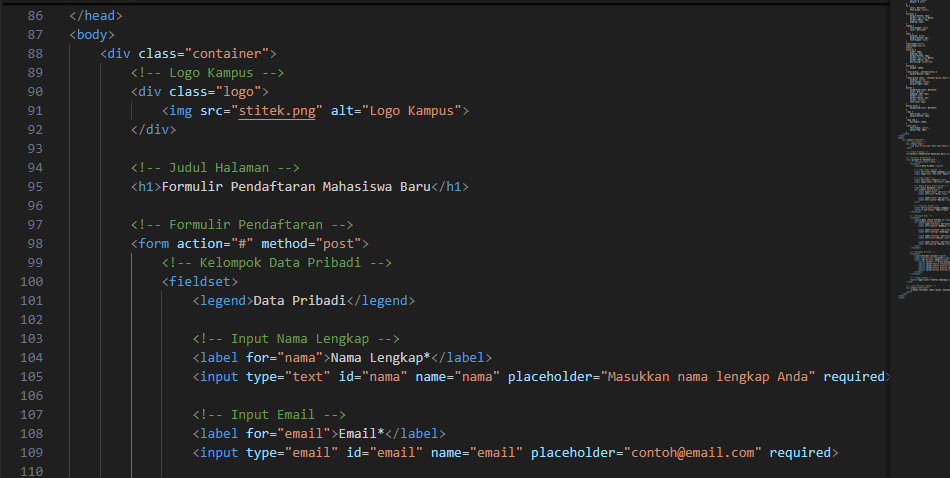 86 </head>
87 <body>
88 <div class="container">
89 <!-- Logo Kampus -->
90 <div class="logo">
91 <img src="stitek.png" alt="Logo Kampus">
92 </div>
93
94 <!-- Judul Halaman -->
95 <h1>Formulir Pendaftaran Mahasiswa Baru</h1>
96
97 <!-- Formulir Pendaftaran -->
98 <form action="#" method="post">
99 <!-- Kelompok Data Pribadi -->
100 <fieldset>
101 <legend>Data Pribadi</legend>
102
103 <!-- Input Nama Lengkap -->
104 <label for="nama">Nama Lengkap*</label>
105 <input type="text" id="nama" name="nama" placeholder="Masukkan nama lengkap Anda" required>
106
107 <!-- Input Email -->
108 <label for="email">Email*</label>
109 <input type="email" id="email" name="email" placeholder="contoh@email.com" required>
110